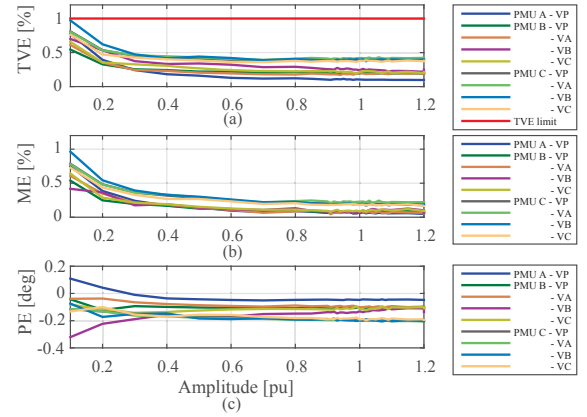 TVE [%]
1
0.5
0
0.2
0.4
0.6
0.8
1
1.2
(a)
PMU A - VP
PMU B - VP
- VA
- VB
- VC
PMU C - VP
- VA
- VB
- VC
TVE limit
ME [%]
1
0.5
0
0.2
0.4
0.6
0.8
1
1.2
(b)
PMU A - VP
PMU B - VP
- VA
- VB
- VC
PMU C - VP
- VA
- VB
- VC
PE [deg]
0.2
0
-0.2
-0.4
0.2
0.4
0.6
0.8
1
1.2
Amplitude [pu]
(c)
PMU A - VP
PMU B - VP
- VA
- VB
- VC
PMU C - VP
- VA
- VB
- VC